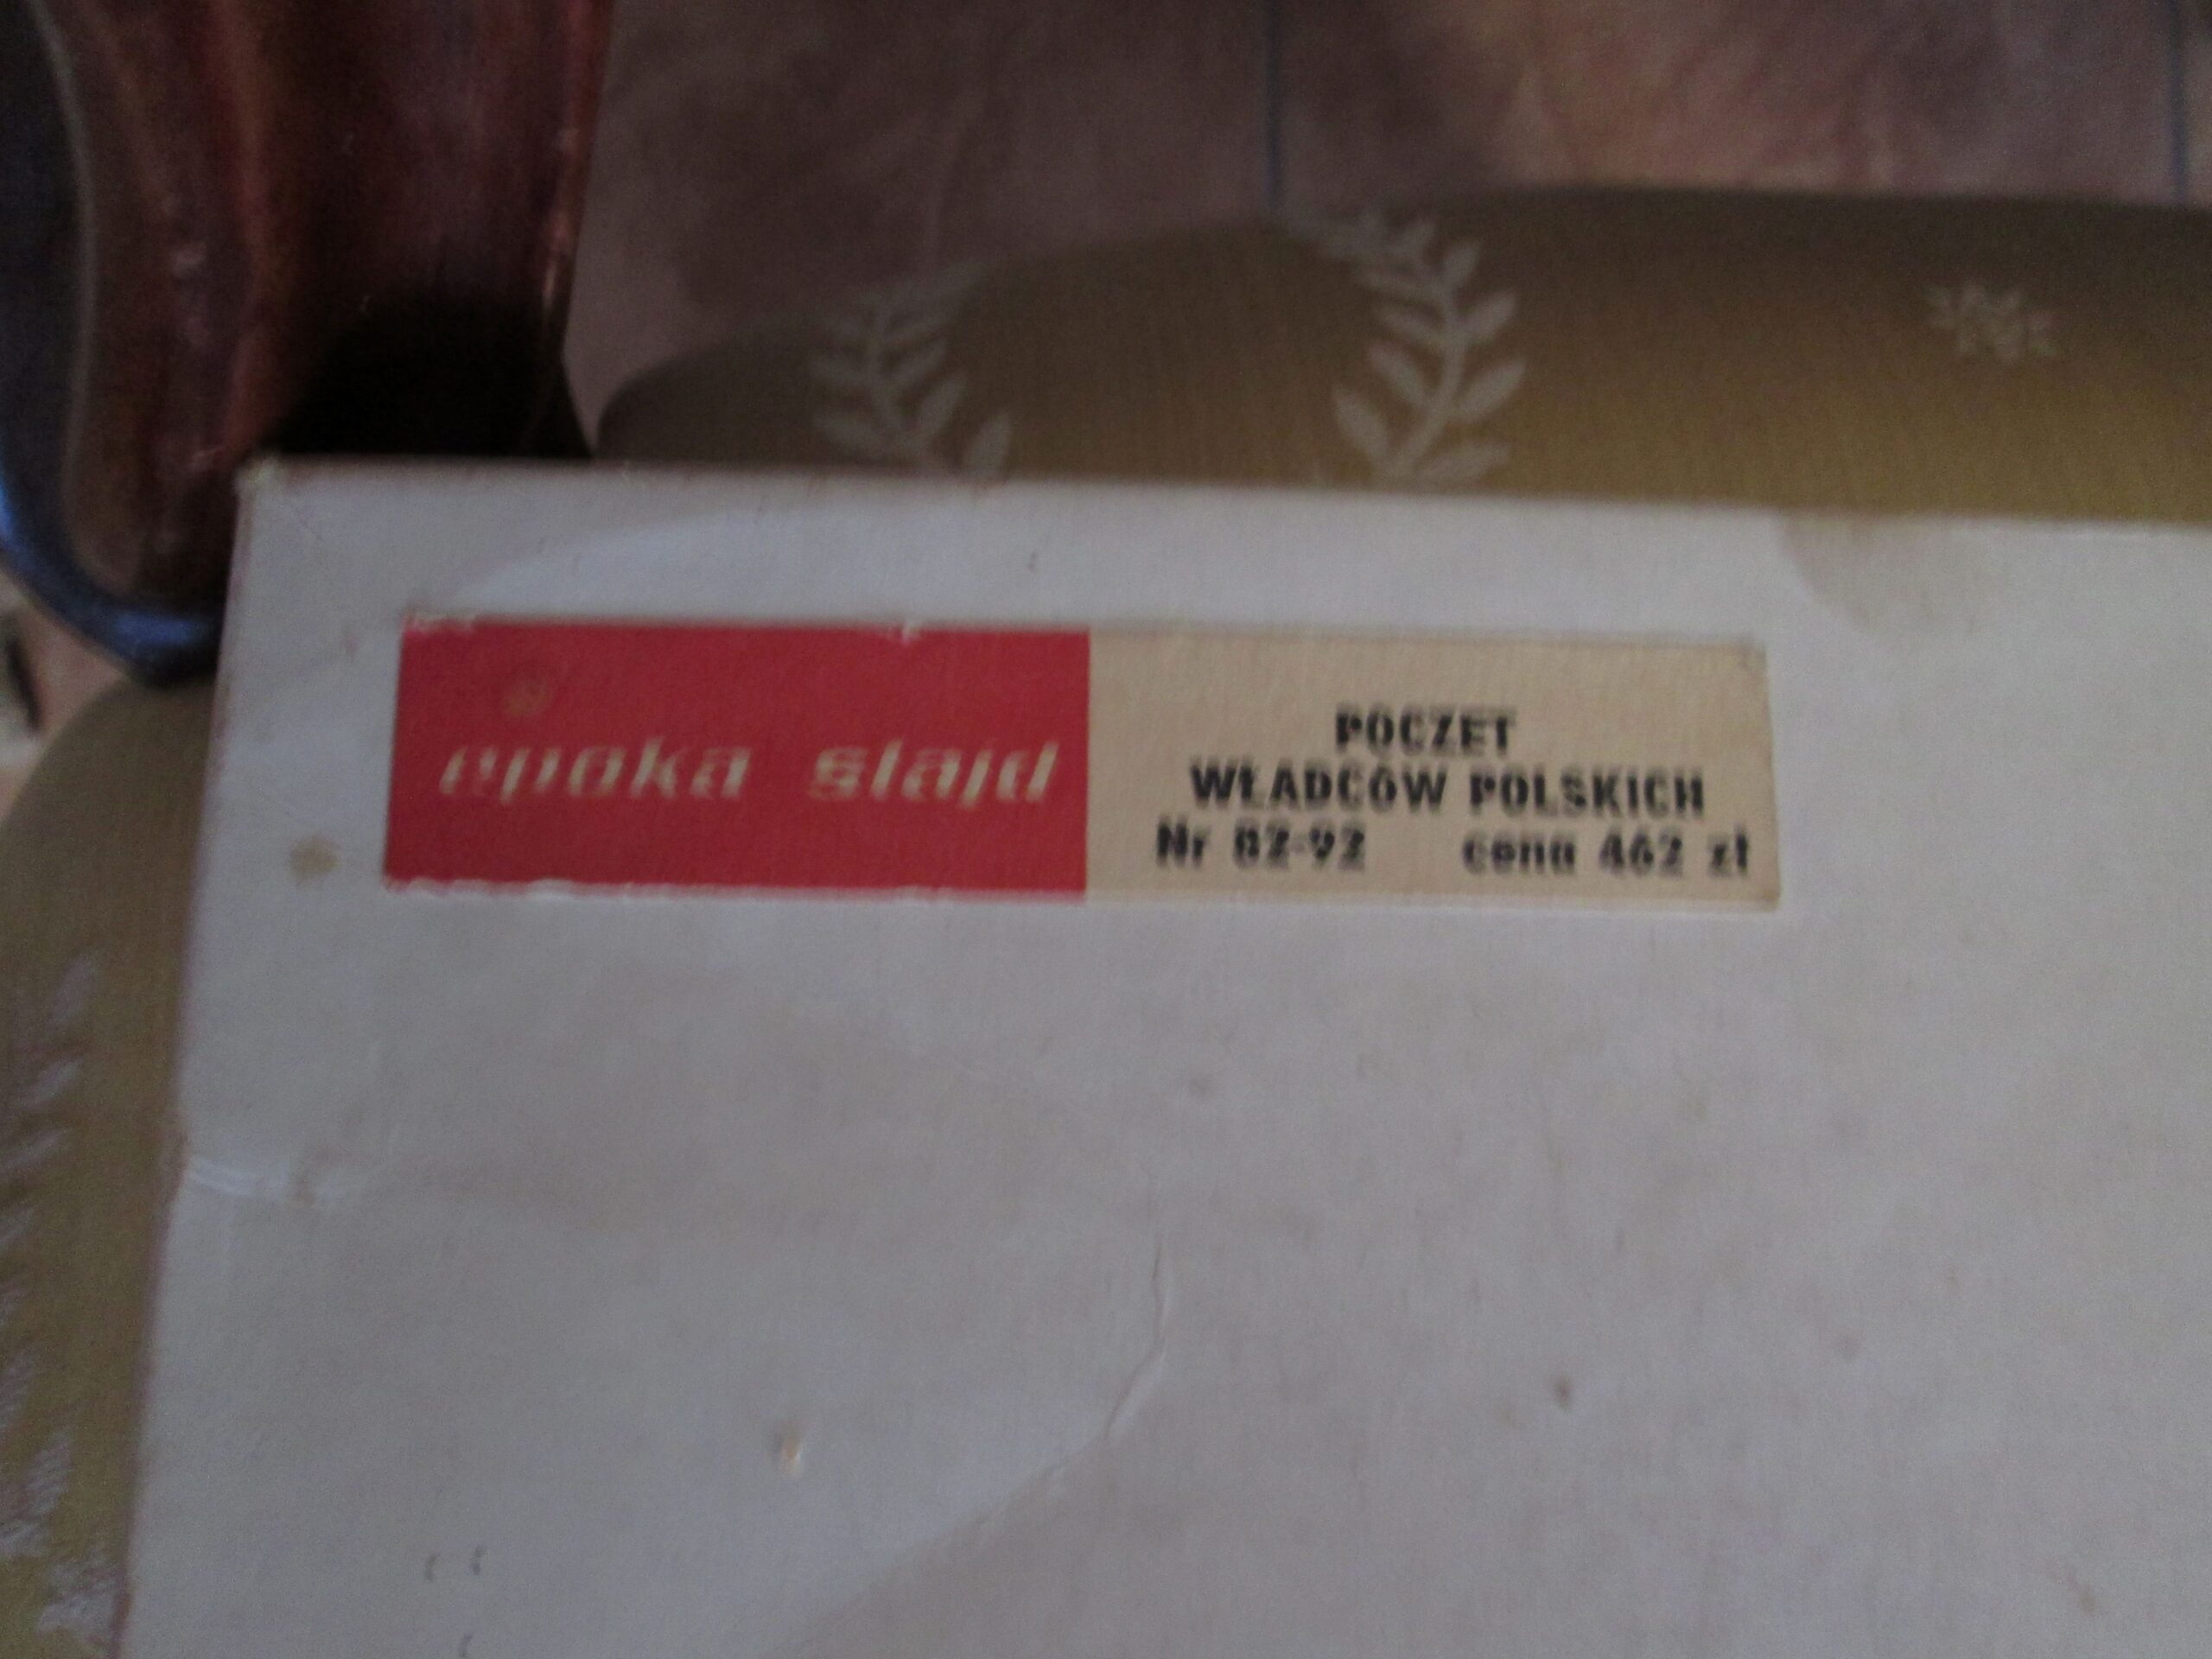 epoka slajd
POCZET
WŁADCÓW POLSKICH
Nr 82-92 cena 462 zł